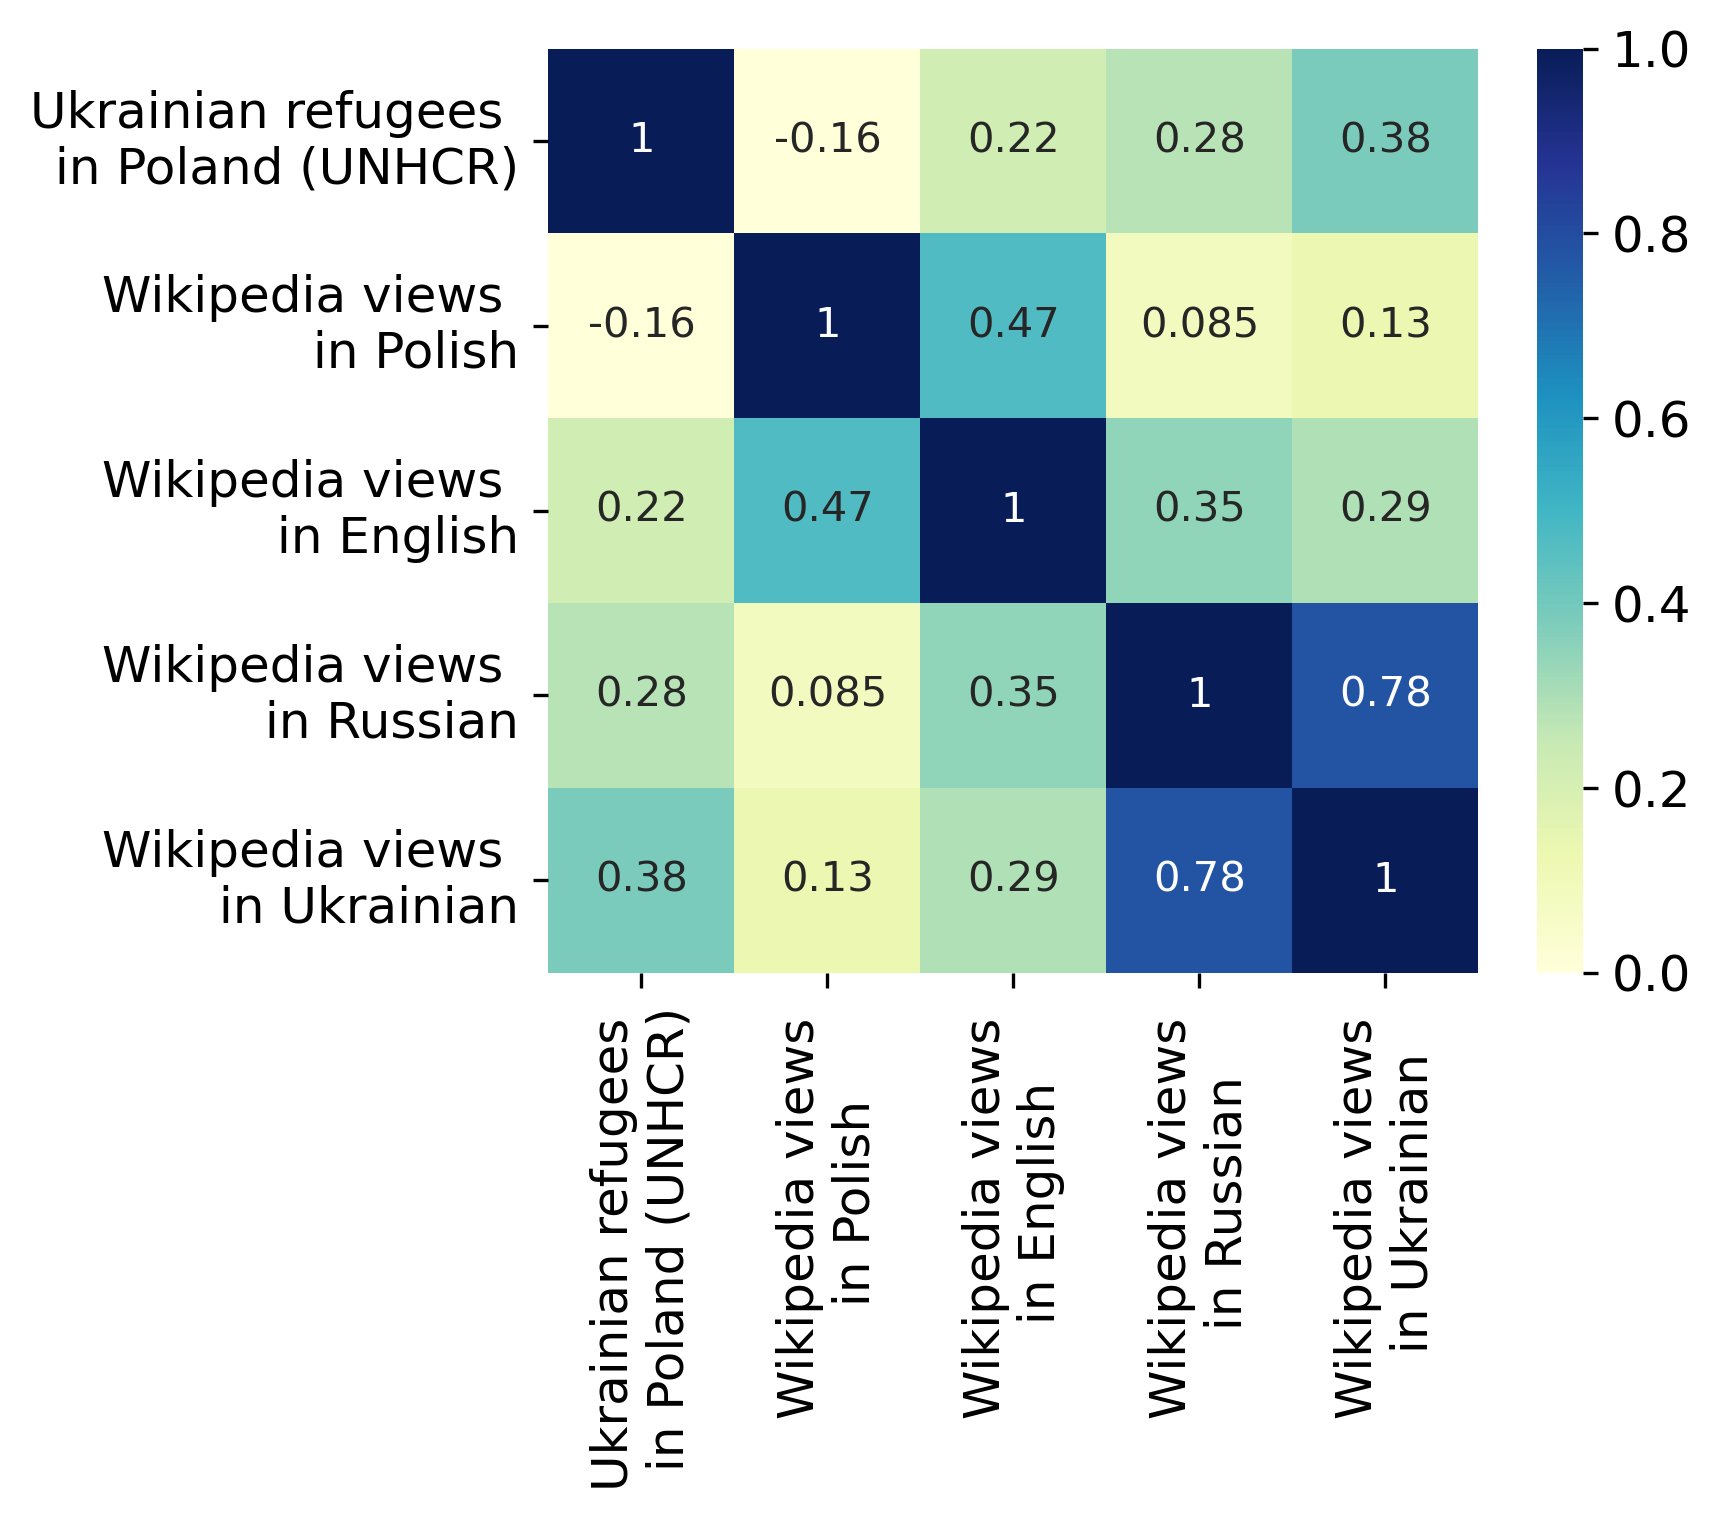 Ukrainian refugees
in Poland (UNHCR)
1
-0.16
0.22
0.28
0.38
Wikipedia views
in Polish
-0.16
1
0.47
0.085
0.13
Wikipedia views
in English
0.22
0.47
1
0.35
0.29
Wikipedia views
in Russian
0.28
0.085
0.35
1
0.78
Wikipedia views
in Ukrainian
0.38
0.13
0.29
0.78
1
Ukrainian refugees
in Poland (UNHCR)
Wikipedia views
in Polish
Wikipedia views
in English
Wikipedia views
in Russian
Wikipedia views
in Ukrainian
1.0
0.8
0.6
0.4
0.2
0.0